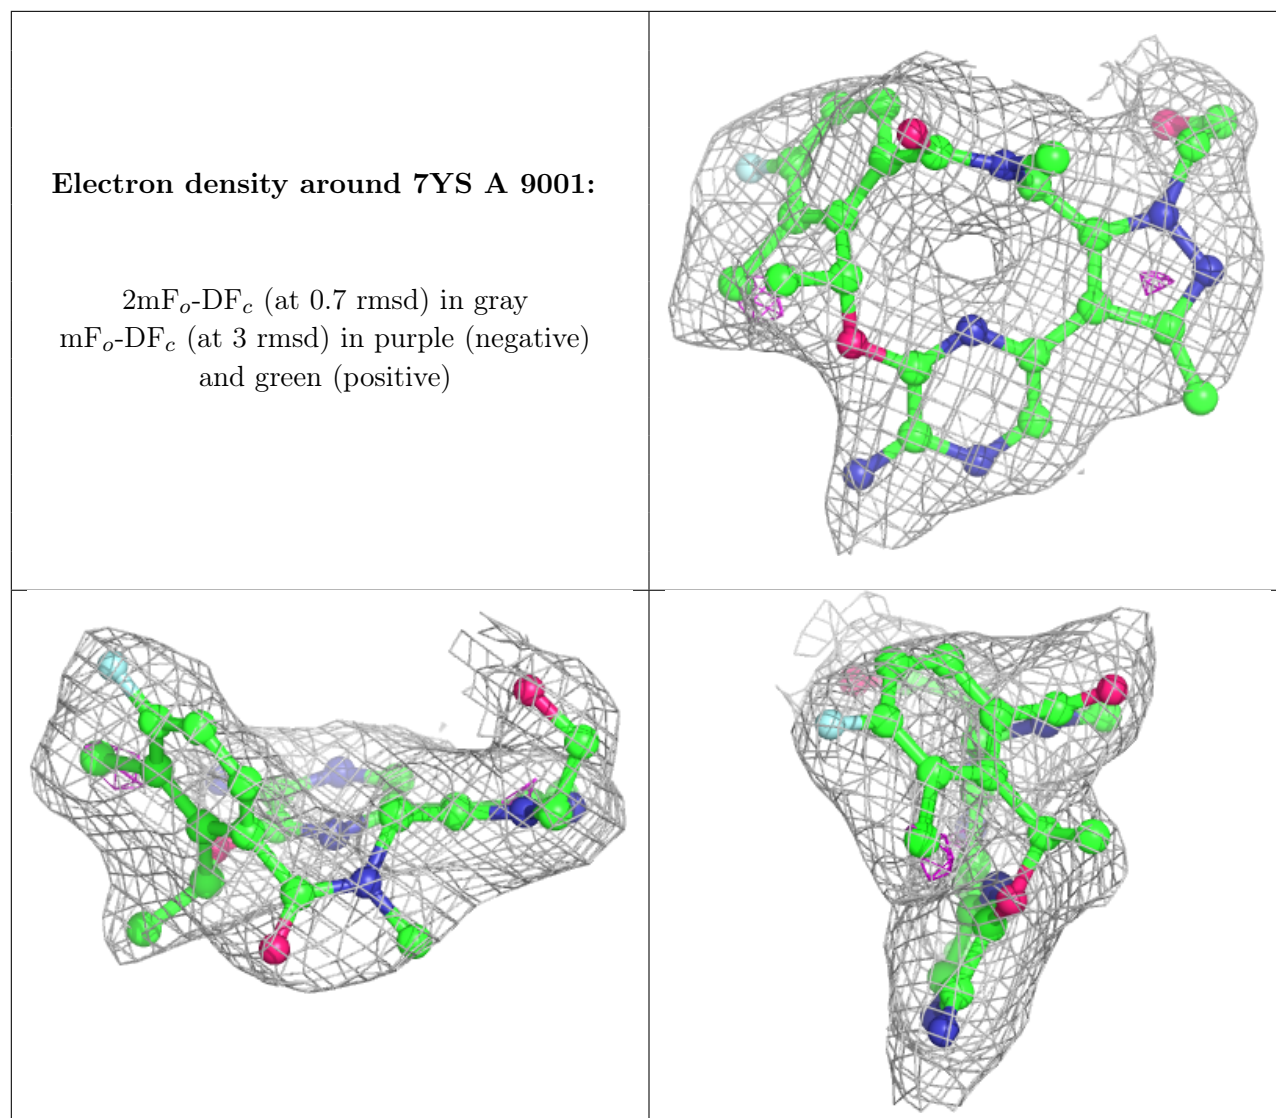 Electron density around 7YS A 9001:
2mFo-DFc (at 0.7 rmsd) in gray
mFo-DFc (at 3 rmsd) in purple (negative)
and green (positive)